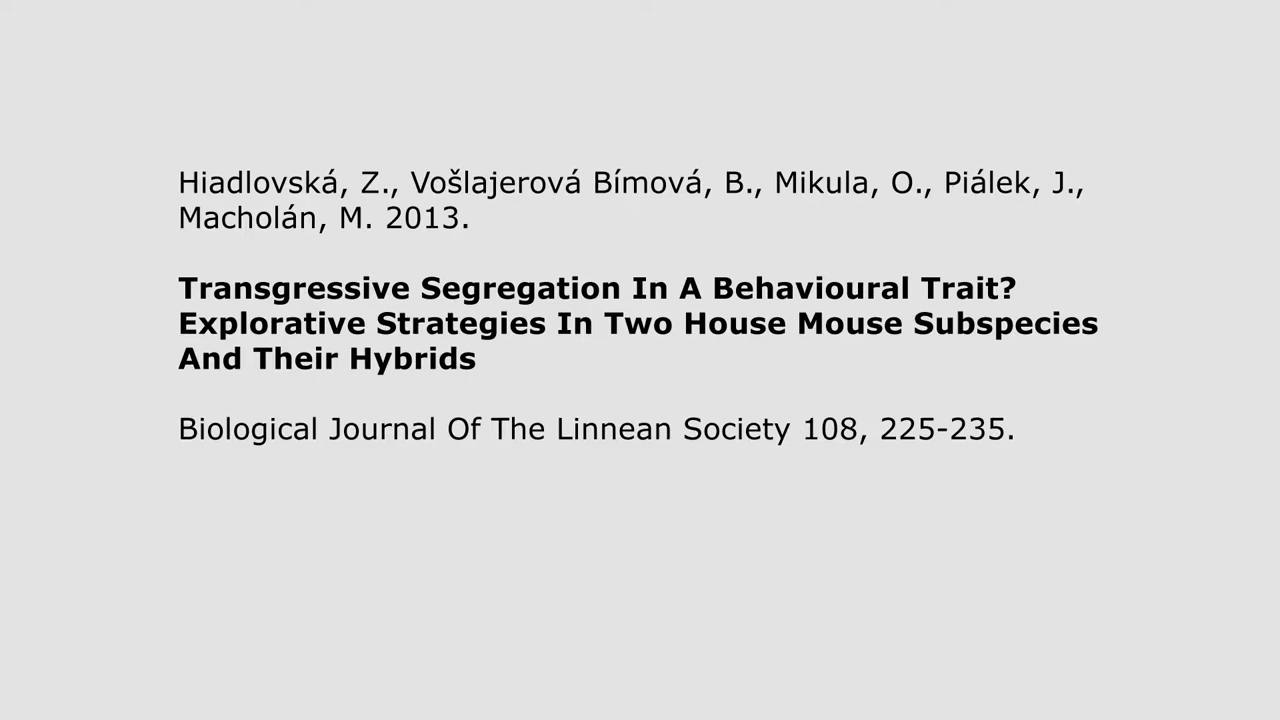 Hiadlovská, Z., Vošlajerová Bímová, B., Mikula, O., Piálek, J.,
Macholán, M. 2013.
Transgressive Segregation In A Behavioural Trait?
Explorative Strategies In Two House Mouse Subspecies
And Their Hybrids
Biological Journal Of The Linnean Society 108, 225-235.